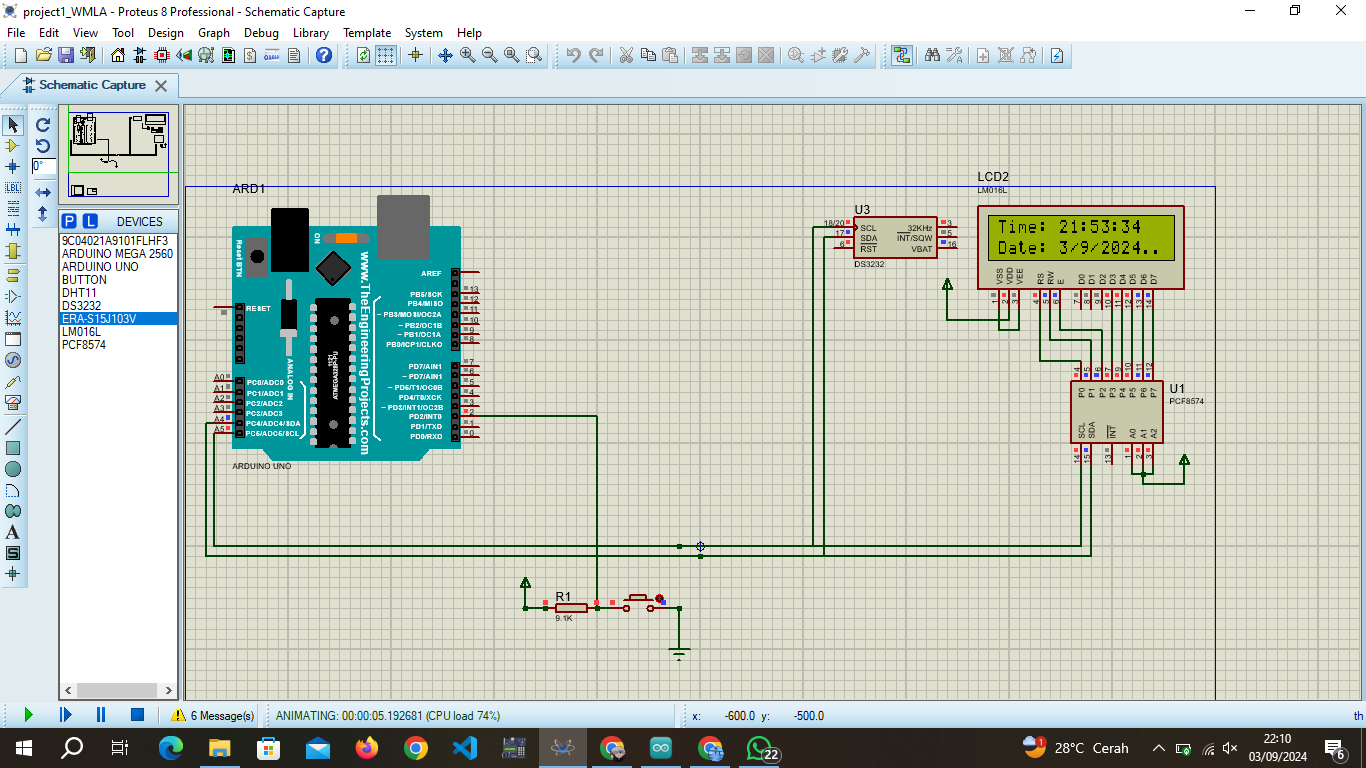 project1_WMLA - Proteus 8 Professional - Schematic Capture
File Edit View Tool Design Graph Debug Library Template System Help
Schematic Capture
0°
P L DEVICES
9C04021A9101FLHF3
ARDUINO MEGA 2560
ARDUINO UNO
BUTTON
DHT11
DS3232
ERA-S15J103V
LM016L
PCF8574
ARD1
Reset BTN
ON
www.TheEngineeringProjects.com
RESET
ANALOG IN
A0 PC0/ADC0
A1 PC1/ADC1
A2 PC2/ADC2
A3 PC3/ADC3
A4 PC4/ADC4/SDA
A5 PC5/ADC5/SCL
1121
AREF
PB5/SCK 13
PB4/MISO 12
~ PB3/MOSI/OC2A 11
~ PB2/OC1B 10
~ PB1/OC1A 9
PB0/ICP1/CLKO 8
PD7/AIN1 7
~ PD6/T1/OC0B
PD4/T0/XCK 4
~ PD3/INT1/OC2B 3
PD2/INT0 2
PD1/TXD 1
PD0/RXD 0
ARDUINO UNO
U3
18/20 SCL 32KHz 3
17 SDA INT/SQW 5
6 RST VBAT 16
DS3232
LCD2
LM016L
Time: 21:53:34
Date: 3/9/2024..
VSS VDD VEE RS RW E D0 D1 D2 D3 D4 D5 D6 D7
1 2 3 4 5 6 7 8 9 10 11 12 13 14
4 5 6 7 9 10 11 12
P0 P1 P2 P3 P4 P5 P6 P7
U1
PCF8574
SCL SDA INT A0 A1 A2
14 15 13 1 2 3
R1
9.1K
6 Message(s)
ANIMATING: 00:00:05.192681 (CPU load 74%)
x: -600.0 y: -500.0 th
28°C Cerah
22:10
03/09/2024
1
22
6